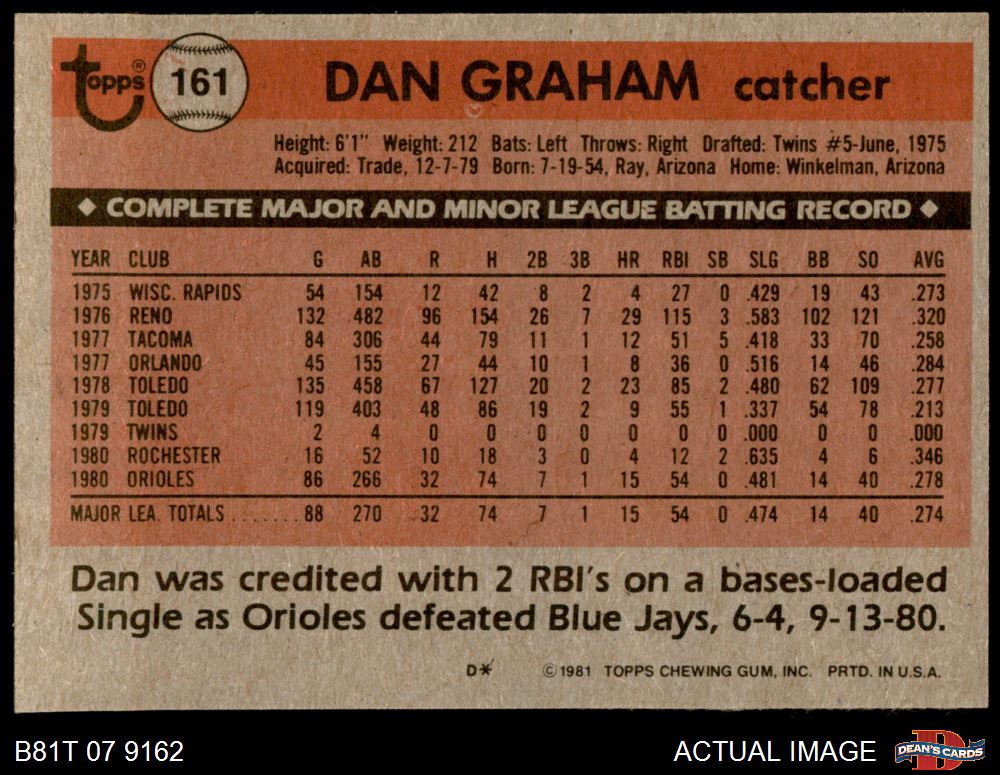 Topps® 161 DAN GRAHAM catcher
Height: 6'1" Weight: 212 Bats: Left Throws: Right Drafted: Twins #5-June, 1975
Acquired: Trade, 12-7-79 Born: 7-19-54, Ray, Arizona Home: Winkelman, Arizona
◆ COMPLETE MAJOR AND MINOR LEAGUE BATTING RECORD ◆
YEAR CLUB G AB R H 2B 3B HR RBI SB SLG BB SO AVG
1975 WISC. RAPIDS 54 154 12 42 8 2 4 27 0 .429 19 43 .273
1976 RENO 132 482 96 154 26 7 29 115 3 .583 102 121 .320
1977 TACOMA 84 306 44 79 11 1 12 51 5 .418 33 70 .258
1977 ORLANDO 45 155 27 44 10 1 8 36 0 .516 14 46 .284
1978 TOLEDO 135 458 67 127 20 2 23 85 2 .480 62 109 .277
1979 TOLEDO 119 403 48 86 19 2 9 55 1 .337 54 78 .213
1979 TWINS 2 4 0 0 0 0 0 0 0 .000 0 0 .000
1980 ROCHESTER 16 52 10 18 3 0 4 12 2 .635 4 6 .346
1980 ORIOLES 86 266 32 74 7 1 15 54 0 .481 14 40 .278
MAJOR LEA. TOTALS ....... 88 270 32 74 7 1 15 54 0 .474 14 40 .274
Dan was credited with 2 RBI's on a bases-loaded
Single as Orioles defeated Blue Jays, 6-4, 9-13-80.
D* © 1981 TOPPS CHEWING GUM, INC. PRTD. IN U.S.A.
B81T 07 9162 ACTUAL IMAGE D DEAN'S CARDS